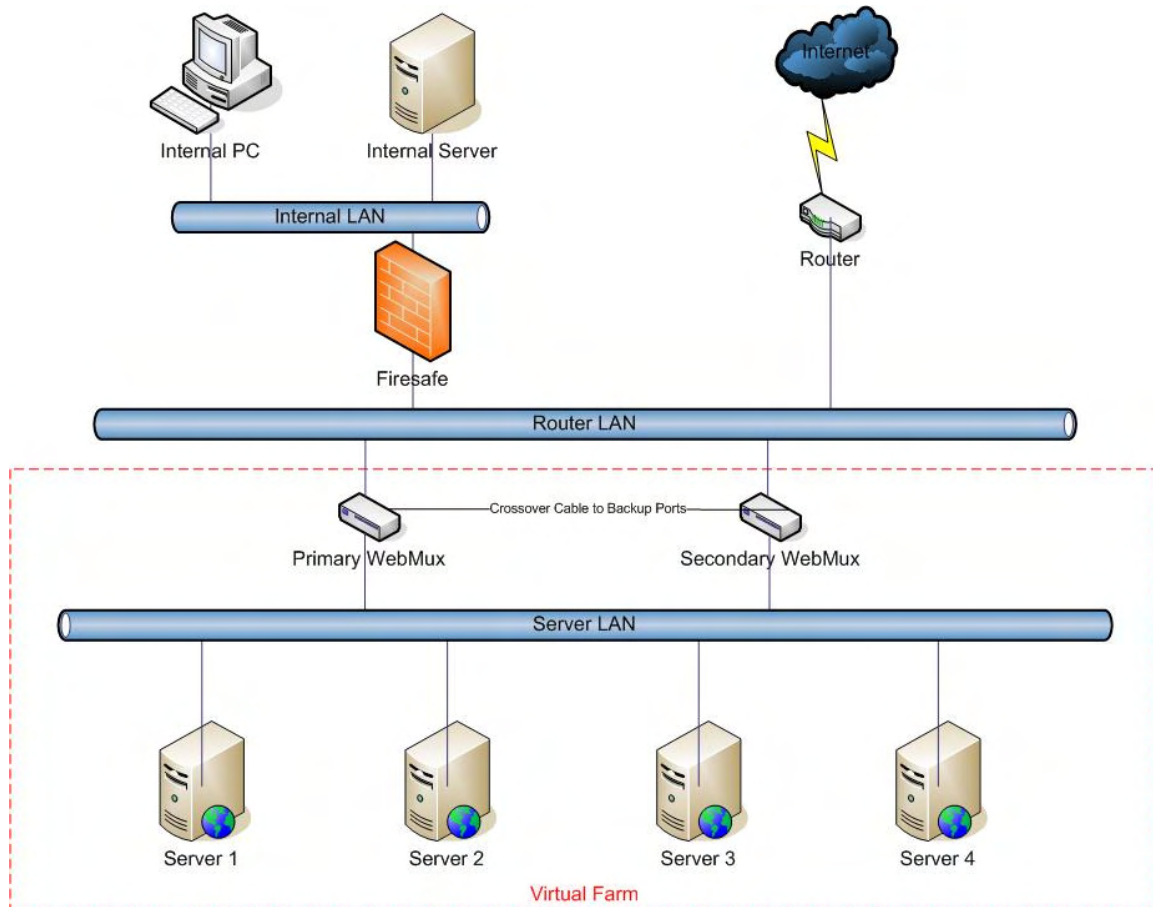 Internet
Internal PC
Internal Server
Internal LAN
Router
Firesafe
Router LAN
Crossover Cable to Backup Ports
Primary WebMux
Secondary WebMux
Server LAN
Server 1
Server 2
Server 3
Server 4
Virtual Farm